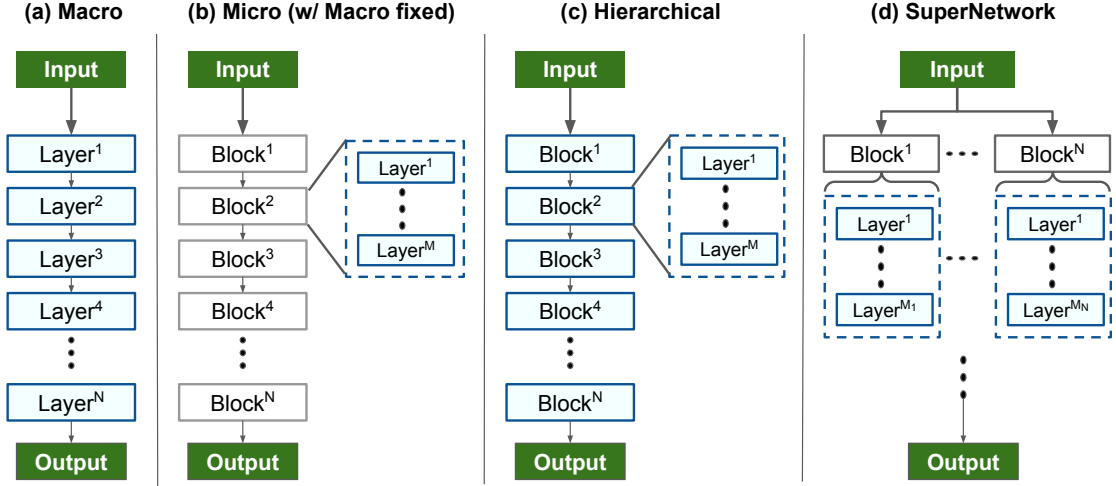 (a) Macro
Input
Layer¹
Layer²
Layer³
Layer⁴
Layerᴺ
Output
(b) Micro (w/ Macro fixed)
Input
Block¹
Block²
Block³
Block⁴
Blockᴺ
Output
Layer¹
Layerᴹ
(c) Hierarchical
Input
Block¹
Block²
Block³
Block⁴
Blockᴺ
Output
Layer¹
Layerᴹ
(d) SuperNetwork
Input
Block¹ Blockᴺ
Layer¹ Layer¹
Layerᴹ₁ Layerᴹɴ
Output